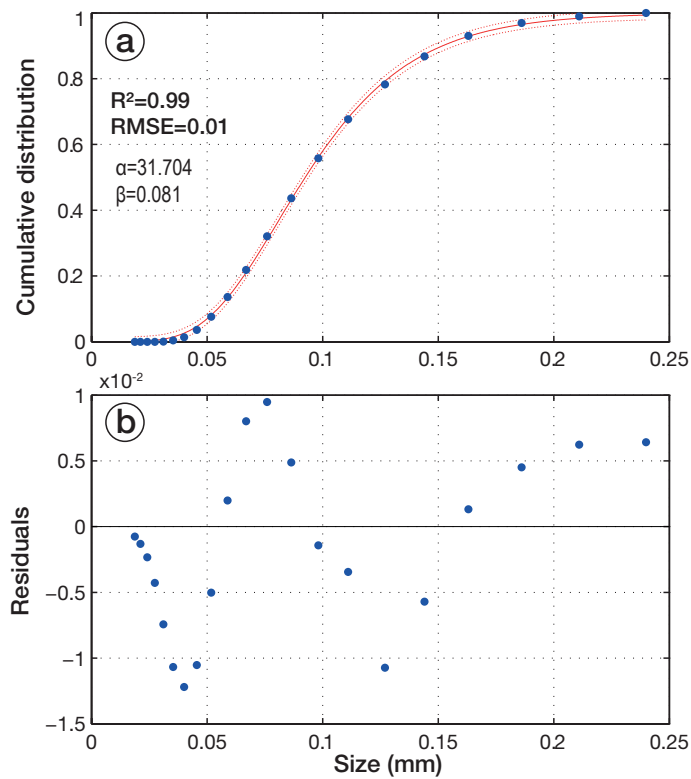 a
R²=0.99
RMSE=0.01
α=31.704
β=0.081
Cumulative distribution
1
0.8
0.6
0.4
0.2
0
0 0.05 0.1 0.15 0.2 0.25
x10⁻²
b
Residuals
1
0.5
0
−0.5
−1
−1.5
0 0.05 0.1 0.15 0.2 0.25
Size (mm)